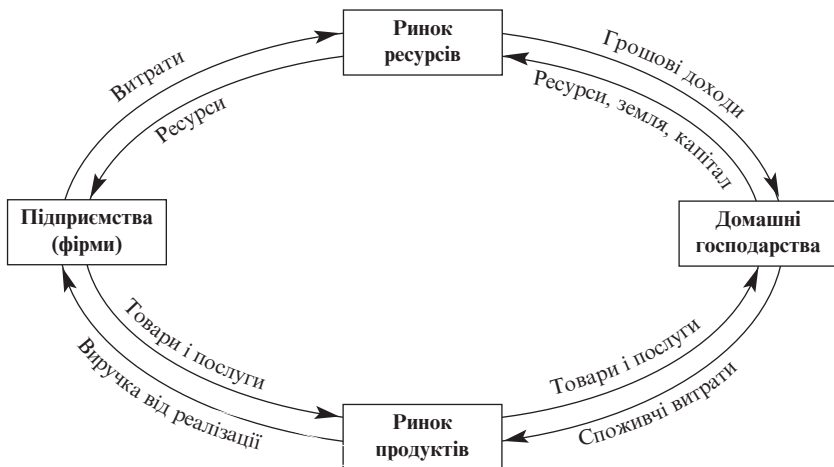 Ринок
ресурсів
Витрати
Ресурси
Грошові доходи
Ресурси, земля, капітал
Підприємства
(фірми)
Домашні
господарства
Товари і послуги
Виручка від реалізації
Товари і послуги
Споживчі витрати
Ринок
продуктів